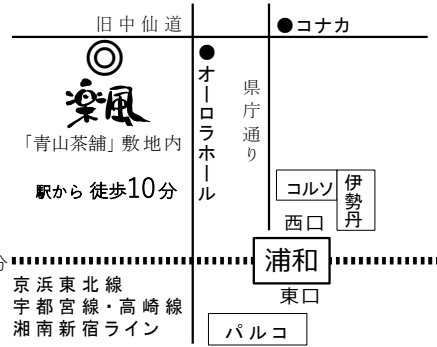 旧中仙道
●コナカ
●オーロラホール
県庁通り
楽風
「青山茶舗」敷地内
駅から 徒歩10分
コルソ
伊勢丹
西口
浦和
分
京浜東北線
宇都宮線・高崎線
湘南新宿ライン
東口
パルコ